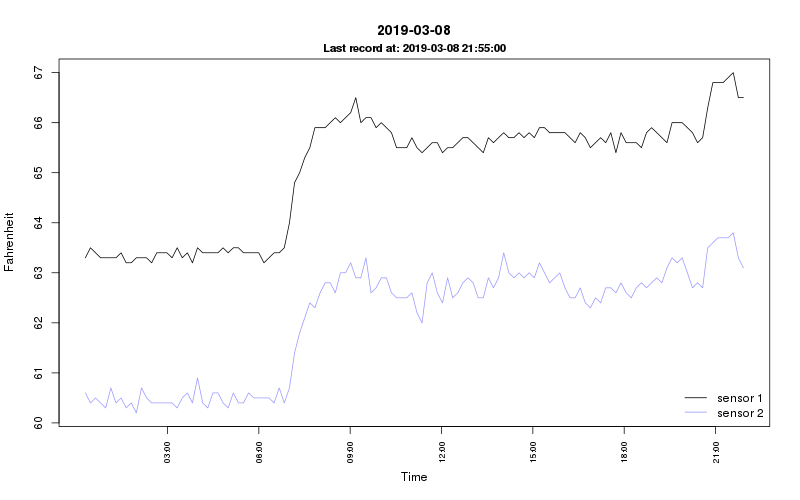 2019-03-08
Last record at: 2019-03-08 21:55:00
Fahrenheit
67
66
65
64
63
62
61
60
sensor 1
sensor 2
03:00 06:00 09:00 12:00 15:00 18:00 21:00
Time